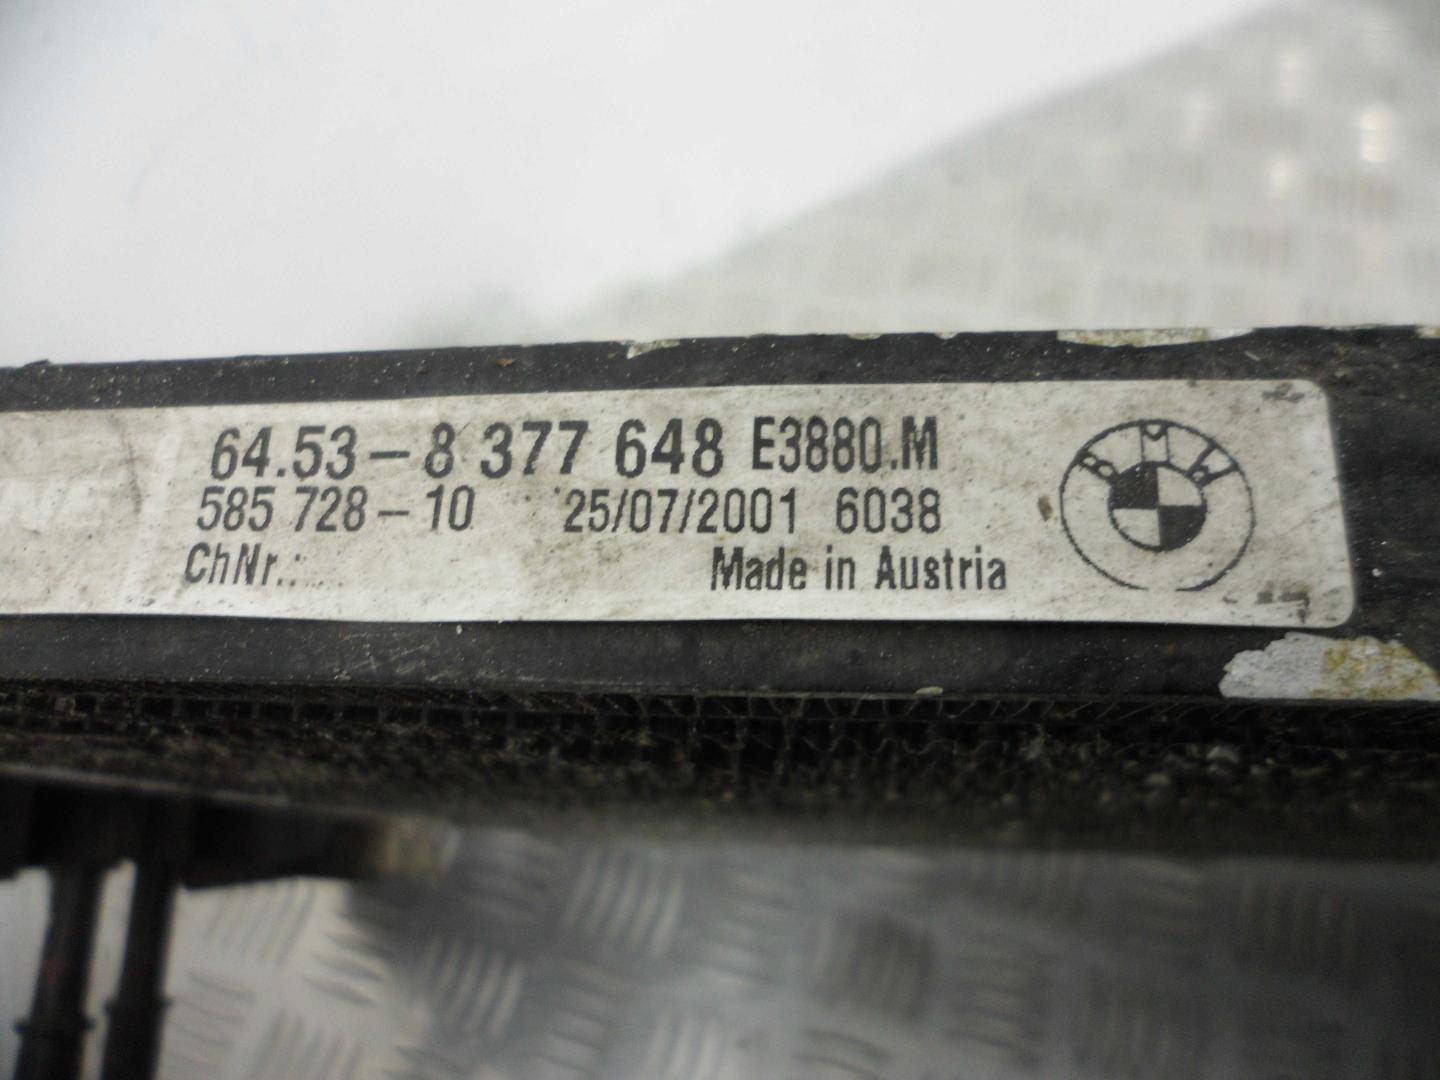 64.53-8 377 648 E3880.M
585 728-10 25/07/2001 6038
ChNr.:
Made in Austria
BMW